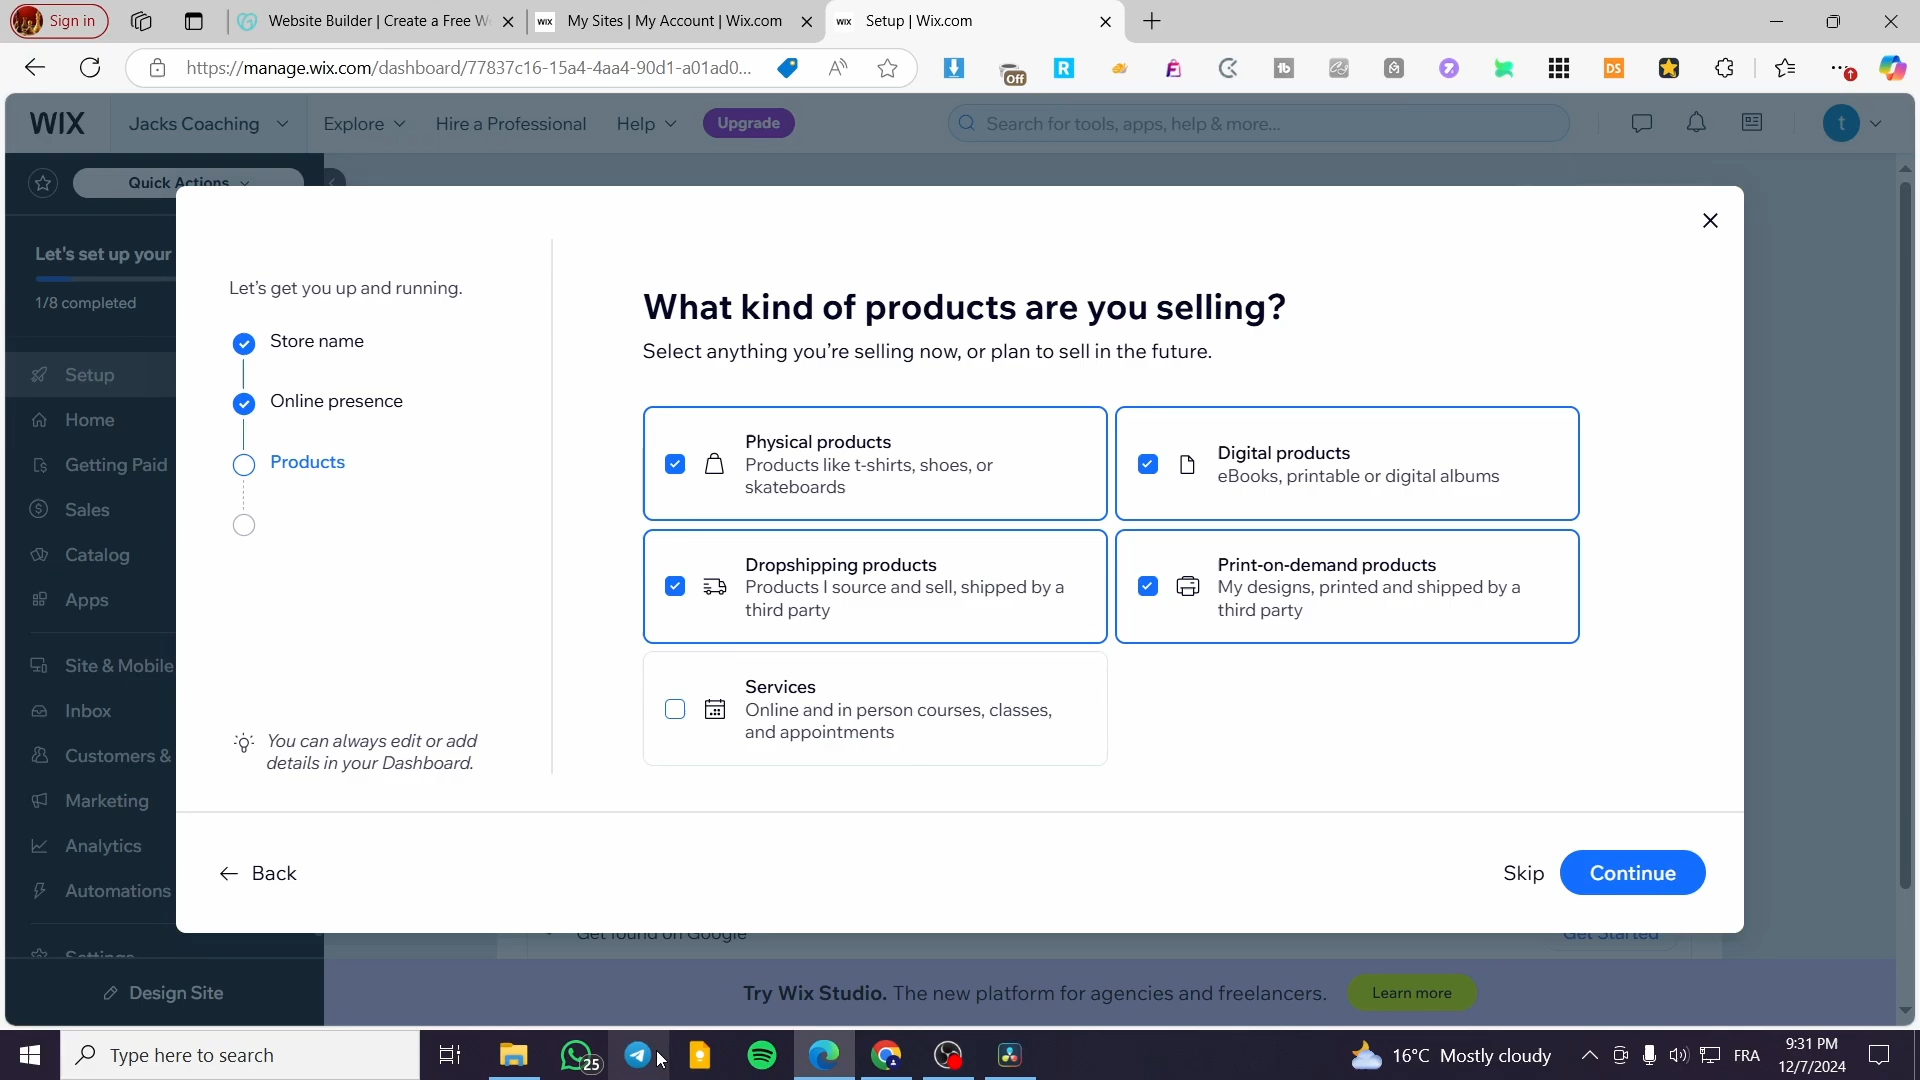 Sign in
Website Builder | Create a Free W
My Sites | My Account | Wix.com
Setup | Wix.com
https://manage.wix.com/dashboard/77837c16-15a4-4aa4-90d1-a01ad0...
Off
WIX
Jacks Coaching
Explore
Hire a Professional
Help
Upgrade
Search for tools, apps, help & more...
t
Quick Actions
Let's set up your
1/8 completed
Setup
Home
Getting Paid
Sales
Catalog
Apps
Site & Mobile
Inbox
Customers &
Marketing
Analytics
Automations
Settings
Design Site
Let's get you up and running.
Store name
Online presence
Products
You can always edit or add
details in your Dashboard.
What kind of products are you selling?
Select anything you're selling now, or plan to sell in the future.
Physical products
Products like t-shirts, shoes, or
skateboards
Digital products
eBooks, printable or digital albums
Dropshipping products
Products I source and sell, shipped by a
third party
Print-on-demand products
My designs, printed and shipped by a
third party
Services
Online and in person courses, classes,
and appointments
Back
Skip
Continue
Get found on Google
Get Started
Try Wix Studio. The new platform for agencies and freelancers.
Learn more
Type here to search
25
16°C Mostly cloudy
FRA
9:31 PM
12/7/2024